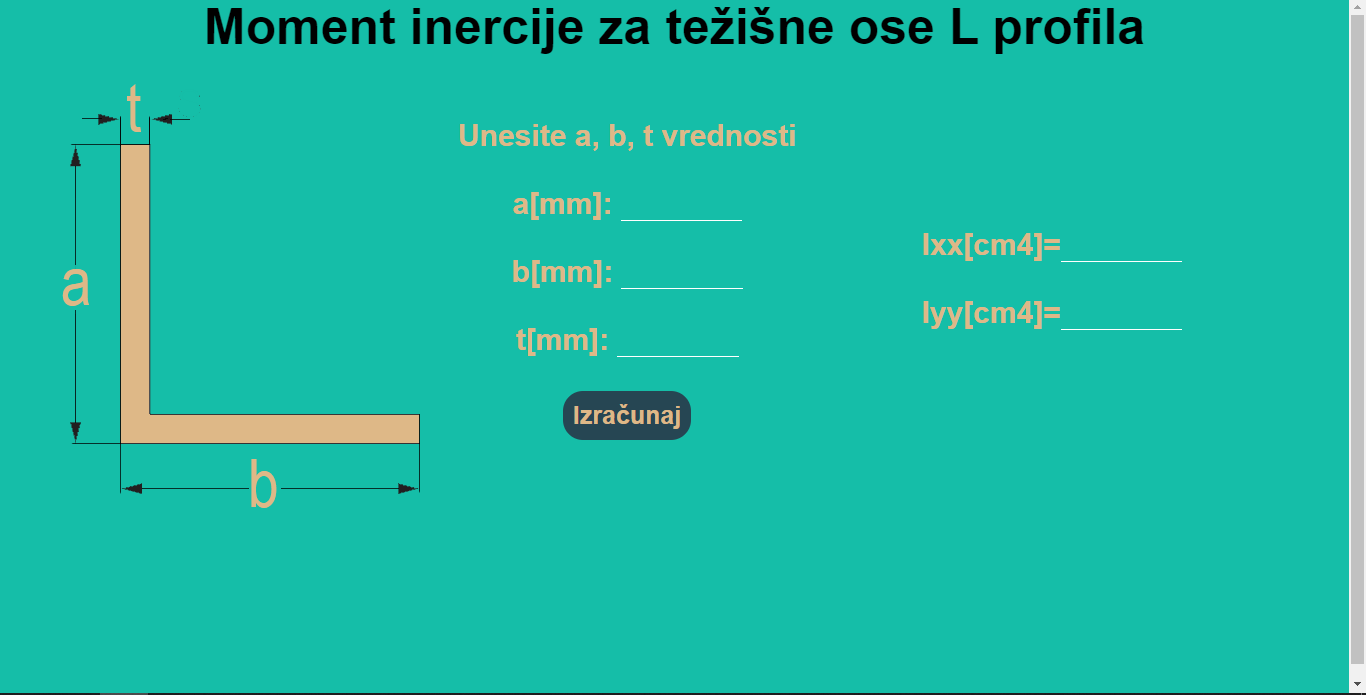 Moment inercije za težišne ose L profila
t
a
b
Unesite a, b, t vrednosti
a[mm]:
b[mm]:
t[mm]:
Izračunaj
Ixx[cm4]=
Iyy[cm4]=